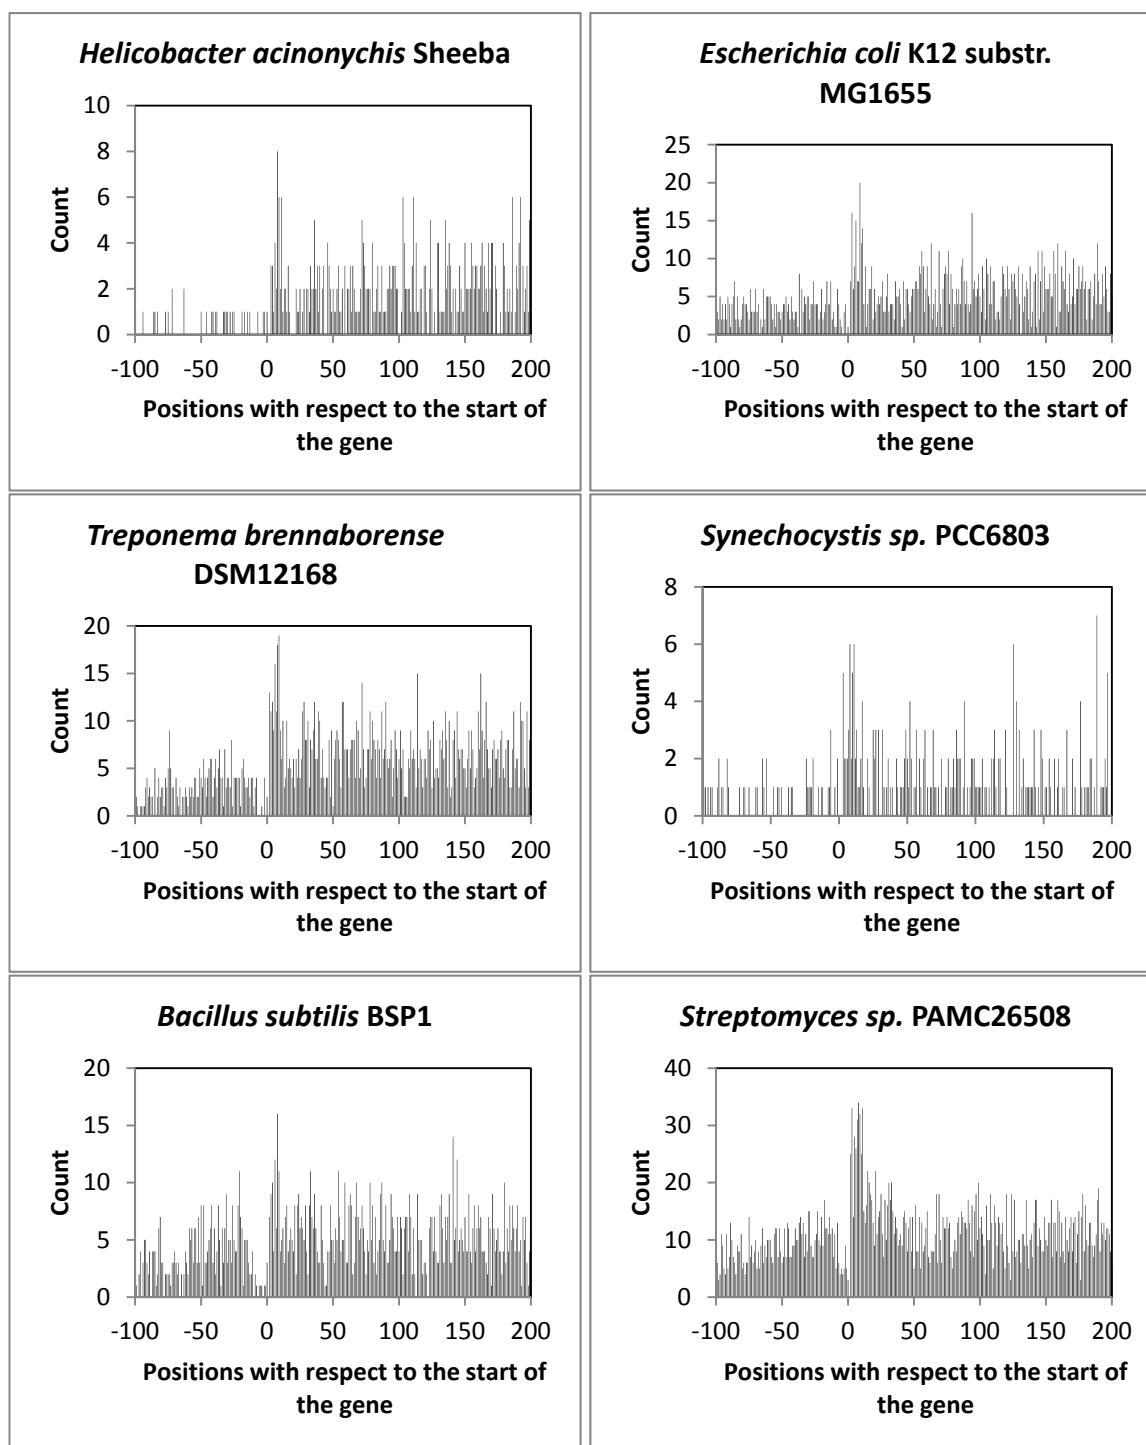 Helicobacter acinonychis Sheeba
10
8
6
4
2
0
Count
-100 -50 0 50 100 150 200
Positions with respect to the start of
the gene
Escherichia coli K12 substr.
MG1655
25
20
15
10
5
0
Count
-100 -50 0 50 100 150 200
Positions with respect to the start of
the gene
Treponema brennaborense
DSM12168
20
15
10
5
0
Count
-100 -50 0 50 100 150 200
Positions with respect to the start of
the gene
Synechocystis sp. PCC6803
8
6
4
2
0
Count
-100 -50 0 50 100 150 200
Positions with respect to the start of
the gene
Bacillus subtilis BSP1
20
15
10
5
0
Count
-100 -50 0 50 100 150 200
Positions with respect to the start of
the gene
Streptomyces sp. PAMC26508
40
30
20
10
0
Count
-100 -50 0 50 100 150 200
Positions with respect to the start of
the gene